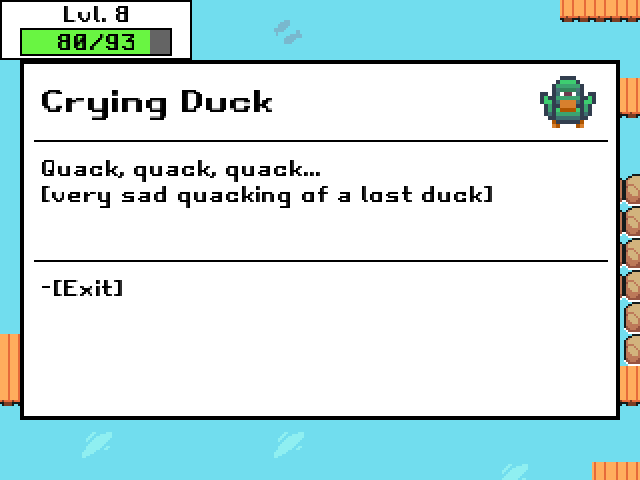 Lvl. 8
80/93
Crying Duck
Quack, quack, quack...
[very sad quacking of a lost duck]
-[Exit]